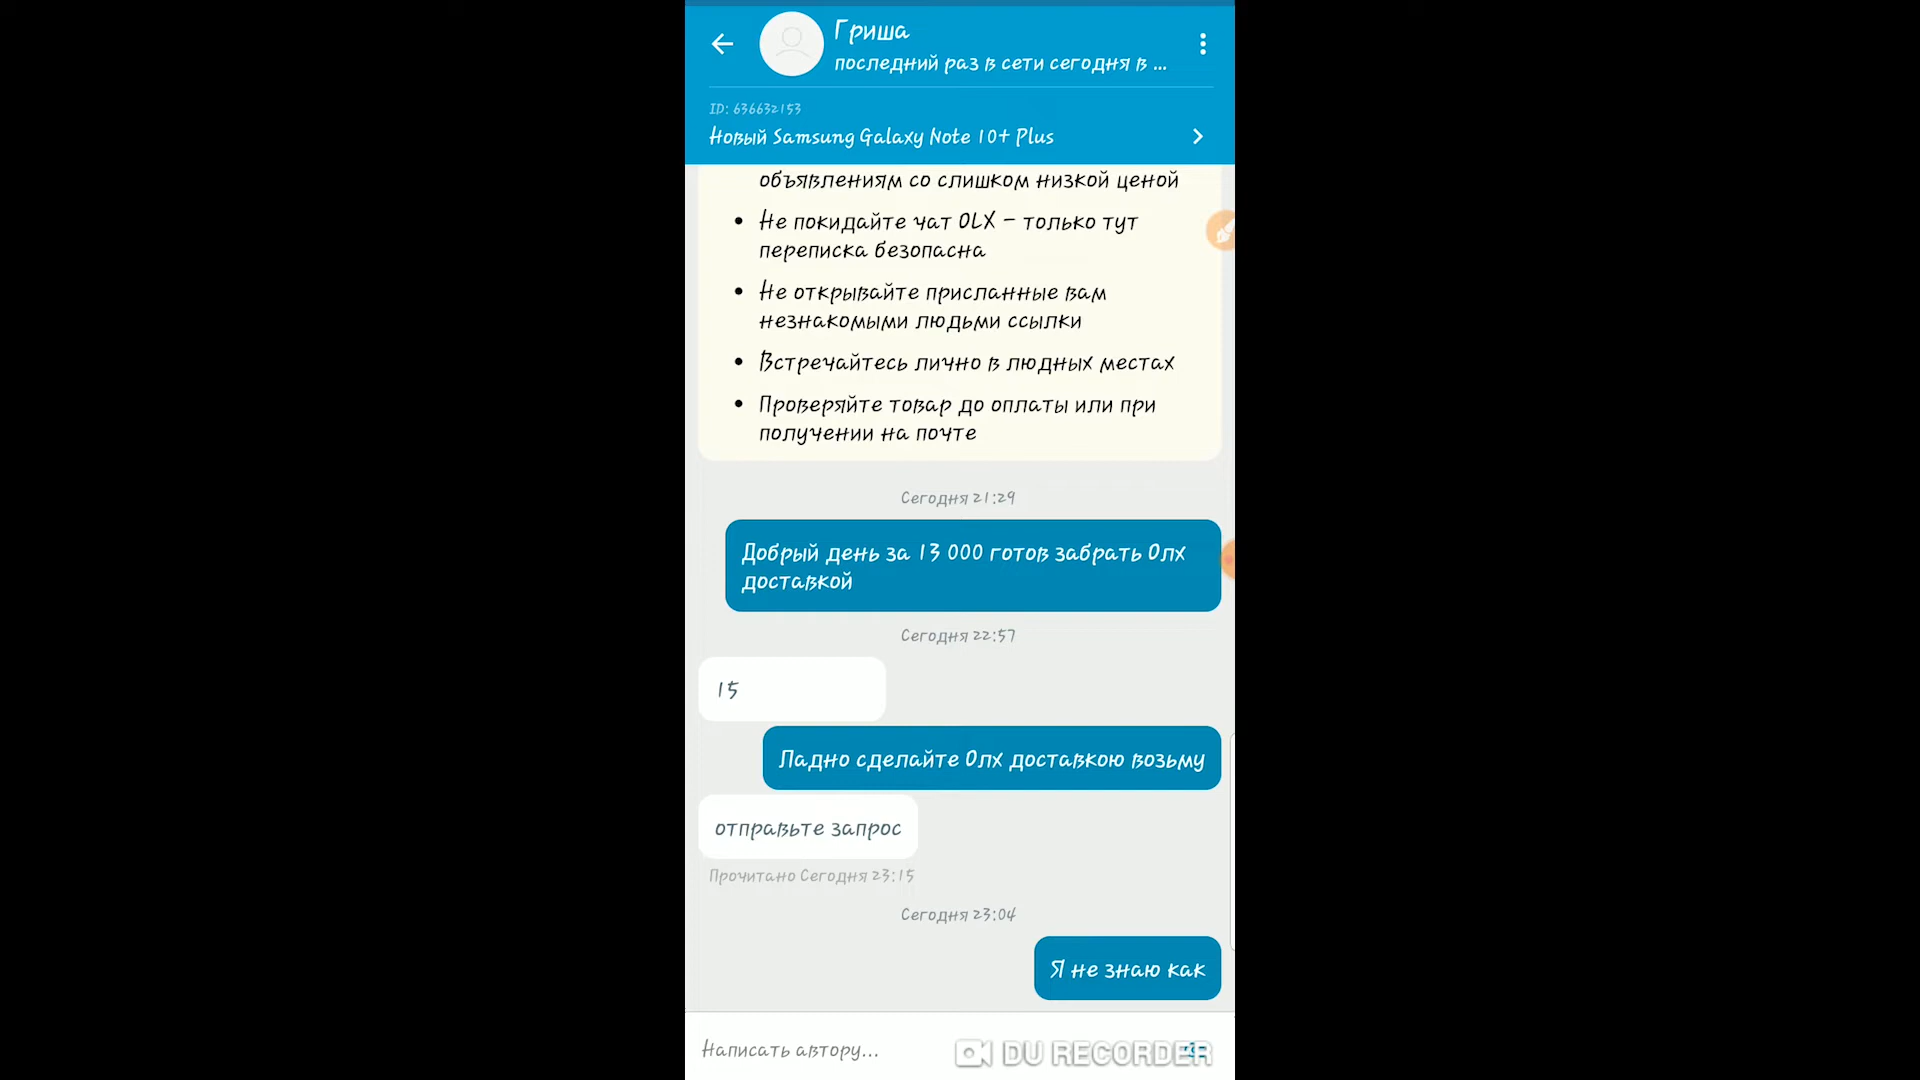 Гриша
последний раз в сети сегодня в ...
ID: 636632153
Новый Samsung Galaxy Note 10+ Plus
объявлениям со слишком низкой ценой
• Не покидайте чат OLX – только тут
переписка безопасна
• Не открывайте присланные вам
незнакомыми людьми ссылки
• Встречайтесь лично в людных местах
• Проверяйте товар до оплаты или при
получении на почте
Сегодня 21:29
Добрый день за 13 000 готов забрать Олх
доставкой
Сегодня 22:57
15
Ладно сделайте Олх доставкою возьму
отправьте запрос
Прочитано Сегодня 23:15
Сегодня 23:04
Я не знаю как
Написать автору...
DU RECORDER